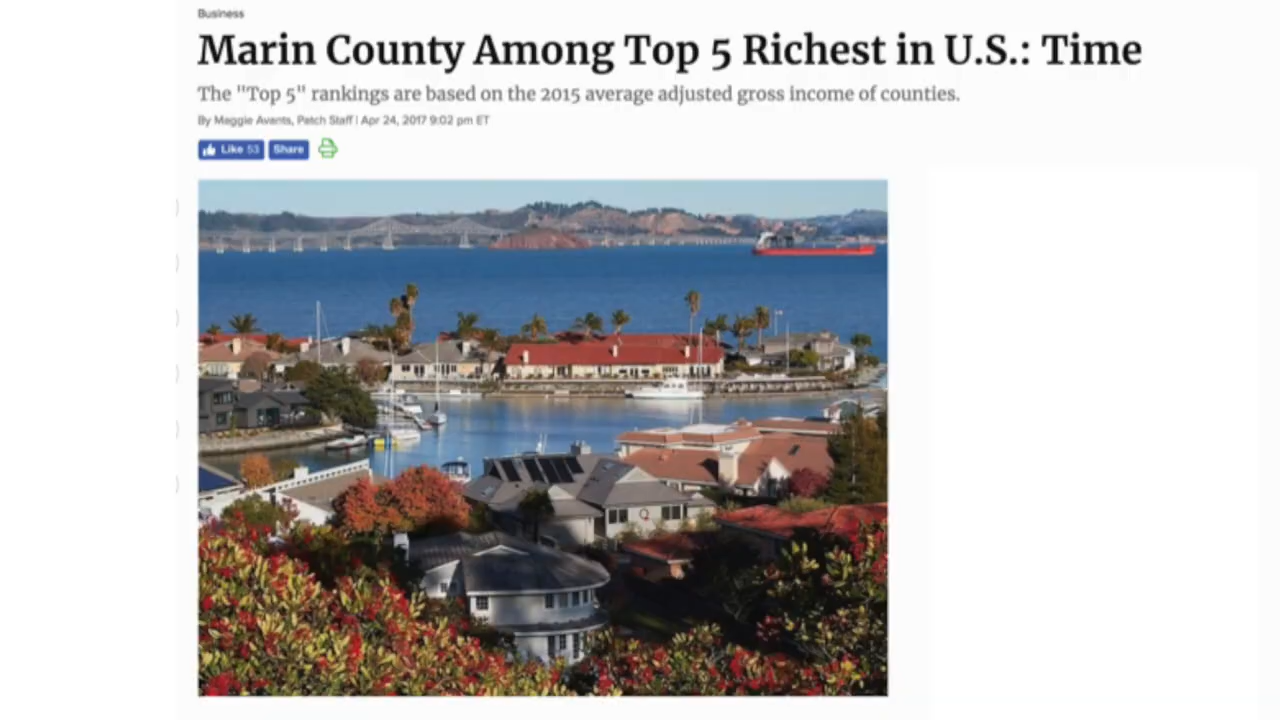 Business
Marin County Among Top 5 Richest in U.S.: Time
The "Top 5" rankings are based on the 2015 average adjusted gross income of counties.
By Maggie Avants, Patch Staff | Apr 24, 2017 9:02 pm ET
Like 53 Share